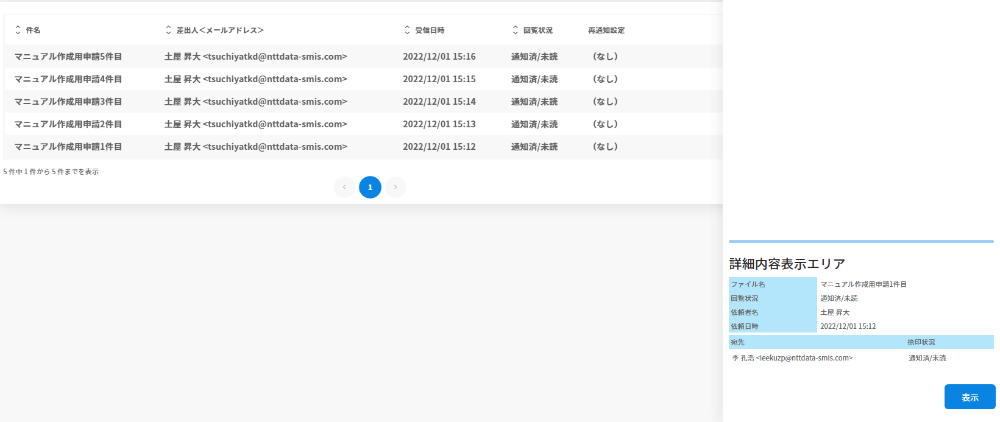 件名 差出人＜メールアドレス＞ 受信日時 回覧状況 再通知設定
マニュアル作成用申請5件目 土屋 昇大 <tsuchiyatkd@nttdata-smis.com> 2022/12/01 15:16 通知済/未読 （なし）
マニュアル作成用申請4件目 土屋 昇大 <tsuchiyatkd@nttdata-smis.com> 2022/12/01 15:15 通知済/未読 （なし）
マニュアル作成用申請3件目 土屋 昇大 <tsuchiyatkd@nttdata-smis.com> 2022/12/01 15:14 通知済/未読 （なし）
マニュアル作成用申請2件目 土屋 昇大 <tsuchiyatkd@nttdata-smis.com> 2022/12/01 15:13 通知済/未読 （なし）
マニュアル作成用申請1件目 土屋 昇大 <tsuchiyatkd@nttdata-smis.com> 2022/12/01 15:12 通知済/未読 （なし）
5 件中 1 件から 5 件までを表示
< 1 >
詳細内容表示エリア
ファイル名 マニュアル作成用申請1件目
回覧状況 通知済/未読
依頼者名 土屋 昇大
依頼日時 2022/12/01 15:12
宛先 捺印状況
李 孔浩 <leekuzp@nttdata-smis.com> 通知済/未読
表示